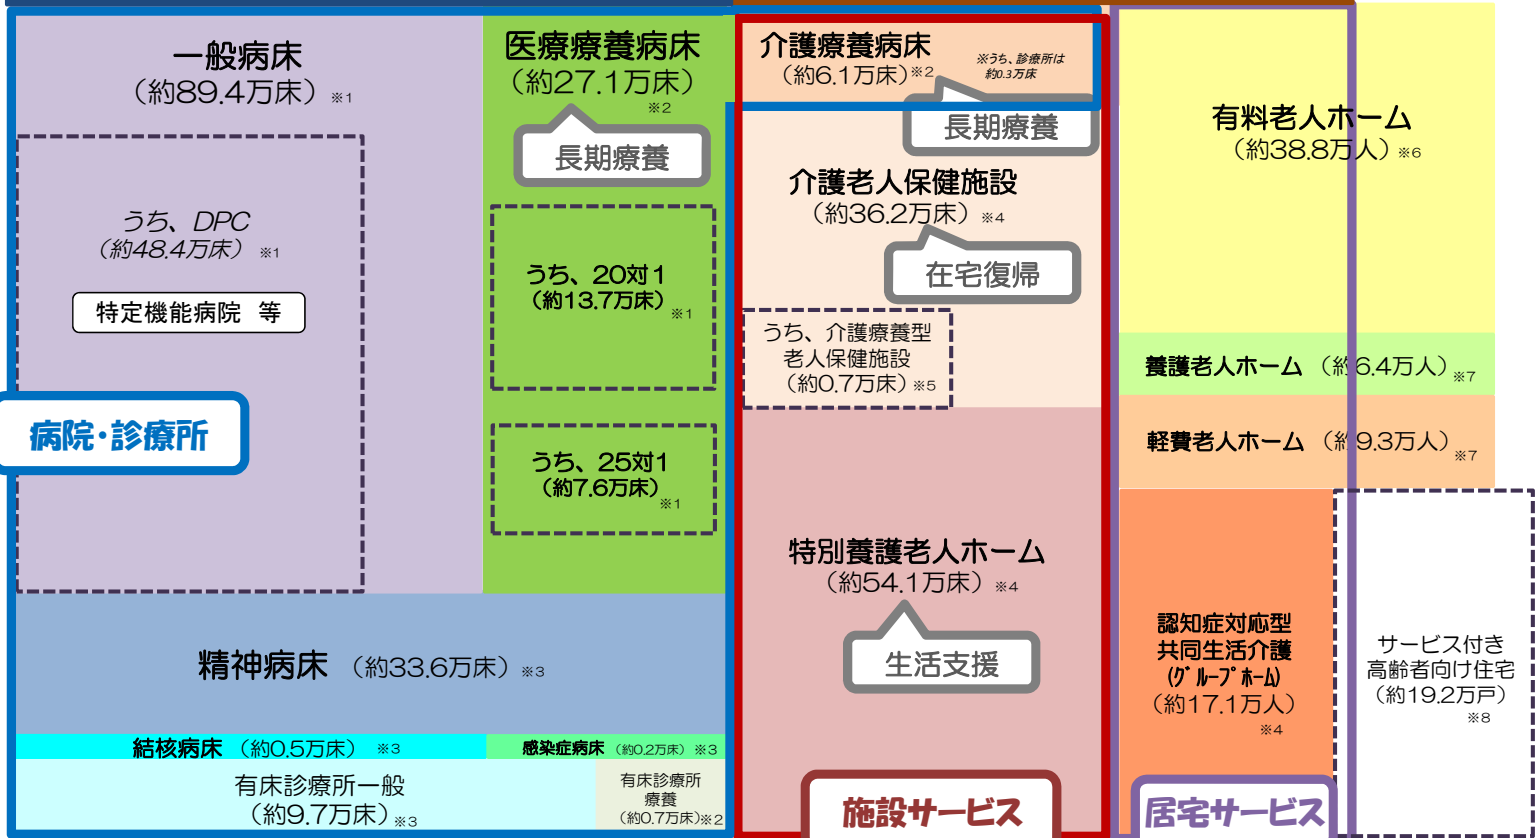 一般病床
（約89.4万床）※1
うち、DPC
（約48.4万床）※1
特定機能病院 等
病院・診療所
医療療養病床
（約27.1万床）
※2
長期療養
うち、20対1
（約13.7万床）
※1
うち、25対1
（約7.6万床）
※1
精神病床 （約33.6万床）※3
結核病床 （約0.5万床） ※3
感染症病床 （約0.2万床）※3
有床診療所一般
（約9.7万床）※3
有床診療所
療養
（約0.7万床）※2
介護療養病床
（約6.1万床）※2
※うち、診療所は
約0.3万床
長期療養
介護老人保健施設
（約36.2万床）※4
在宅復帰
うち、介護療養型
老人保健施設
（約0.7万床）※5
特別養護老人ホーム
（約54.1万床）※4
生活支援
施設サービス
有料老人ホーム
（約38.8万人）※6
養護老人ホーム （約6.4万人）※7
軽費老人ホーム （約9.3万人）※7
認知症対応型
共同生活介護
(ｸﾞﾙｰﾌﾟﾎｰﾑ)
（約17.1万人）
※4
サービス付き
高齢者向け住宅
（約19.2万戸）
※8
居宅サービス